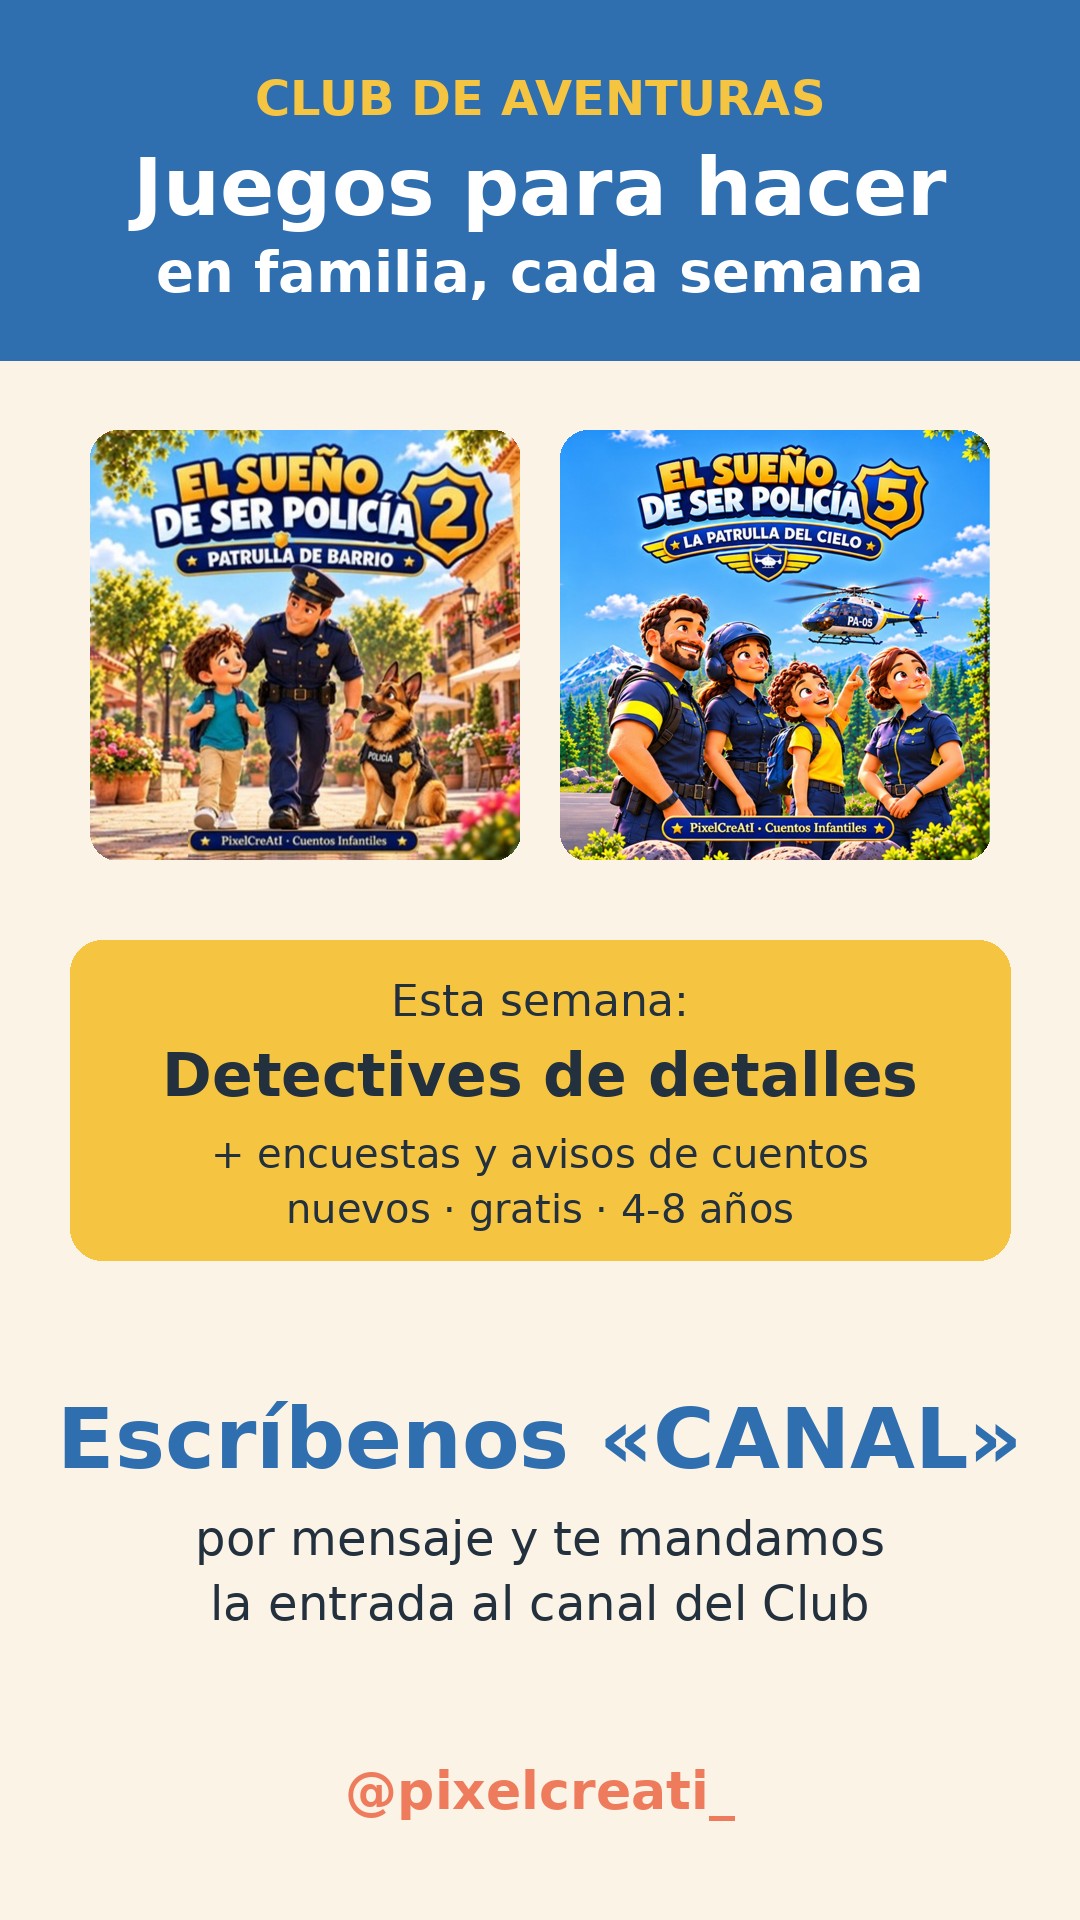 CLUB DE AVENTURAS
Juegos para hacer
en familia, cada semana
EL SUEÑO
DE SER POLICÍA 2
PATRULLA DE BARRIO
POLICÍA
PixelCreAtI · Cuentos Infantiles
EL SUEÑO
DE SER POLICÍA 5
LA PATRULLA DEL CIELO
PA-05
PixelCreAtI · Cuentos Infantiles
Esta semana:
Detectives de detalles
+ encuestas y avisos de cuentos
nuevos · gratis · 4-8 años
Escríbenos «CANAL»
por mensaje y te mandamos
la entrada al canal del Club
@pixelcreati_